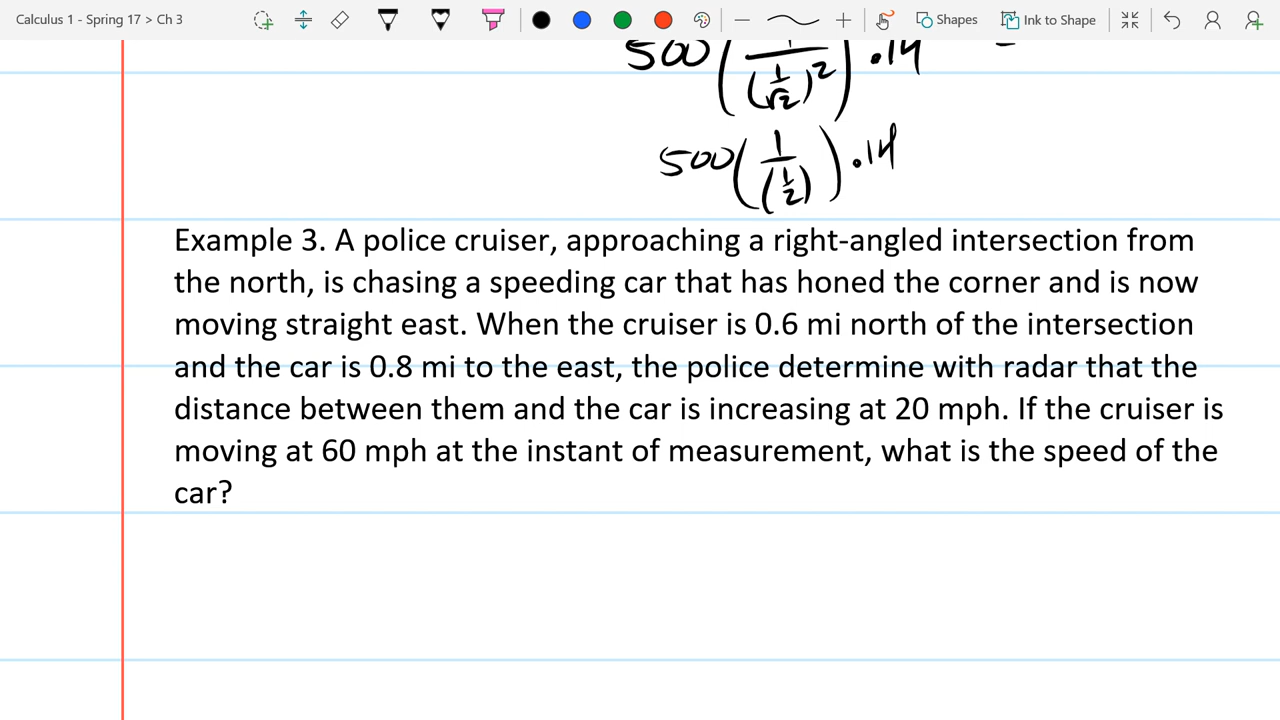 Calculus 1 - Spring 17 > Ch 3
Shapes
Ink to Shape
500(1/(1/√2)²).14 =
500(1/(1/2)).14
Example 3. A police cruiser, approaching a right-angled intersection from
the north, is chasing a speeding car that has honed the corner and is now
moving straight east. When the cruiser is 0.6 mi north of the intersection
and the car is 0.8 mi to the east, the police determine with radar that the
distance between them and the car is increasing at 20 mph. If the cruiser is
moving at 60 mph at the instant of measurement, what is the speed of the
car?